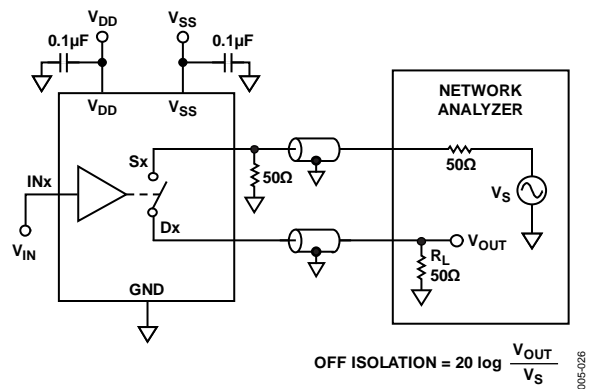 VDD
VSS
0.1µF
0.1µF
VDD
VSS
NETWORK
ANALYZER
INx
Sx
50Ω
50Ω
VS
VIN
Dx
VOUT
RL
50Ω
GND
OFF ISOLATION = 20 log VOUT
VS
005-026